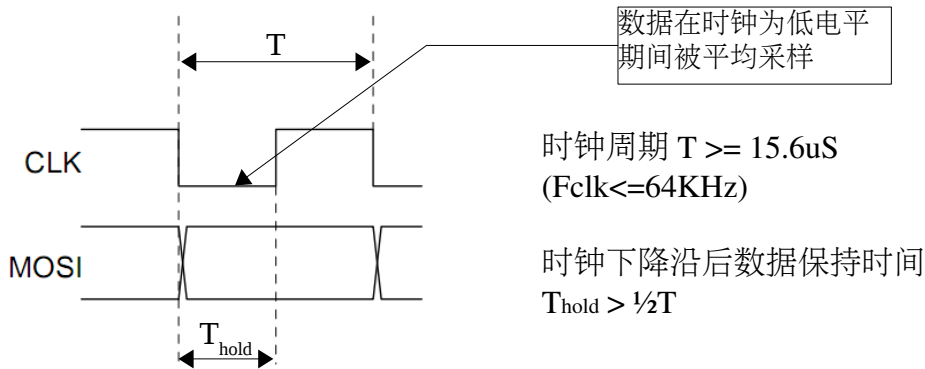 数据在时钟为低电平
期间被平均采样
T
CLK
时钟周期 T >= 15.6uS
(Fclk<=64KHz)
MOSI
时钟下降沿后数据保持时间
Thold > ½T
Thold